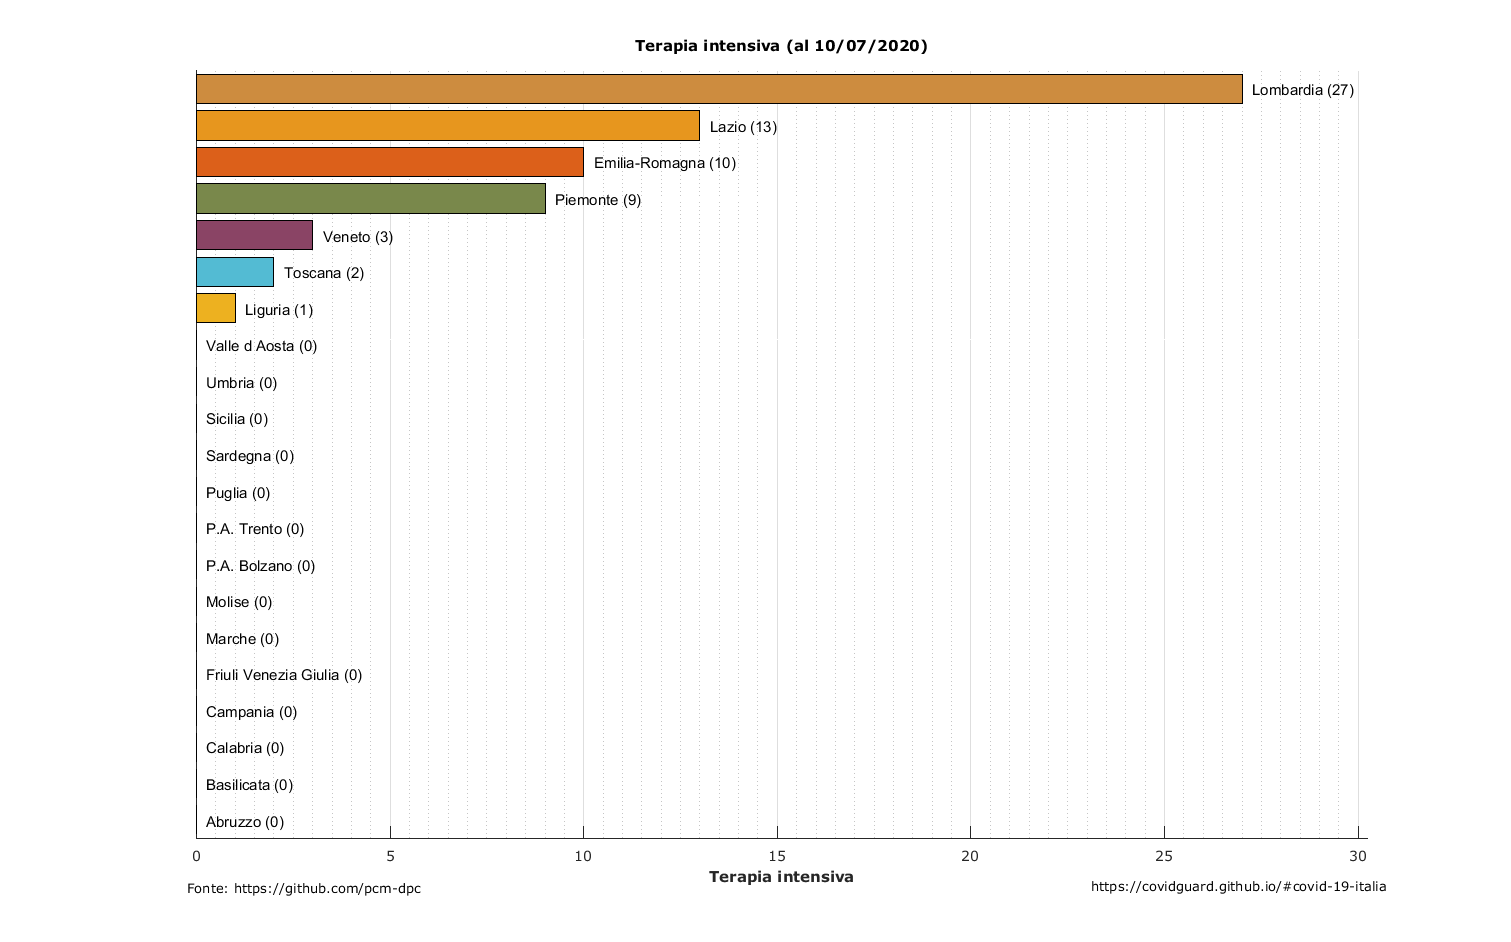 Terapia intensiva (al 10/07/2020)
Lombardia (27)
Lazio (13)
Emilia-Romagna (10)
Piemonte (9)
Veneto (3)
Toscana (2)
Liguria (1)
Valle d Aosta (0)
Umbria (0)
Sicilia (0)
Sardegna (0)
Puglia (0)
P.A. Trento (0)
P.A. Bolzano (0)
Molise (0)
Marche (0)
Friuli Venezia Giulia (0)
Campania (0)
Calabria (0)
Basilicata (0)
Abruzzo (0)
0 5 10 15 20 25 30
Terapia intensiva
Fonte: https://github.com/pcm-dpc
https://covidguard.github.io/#covid-19-italia